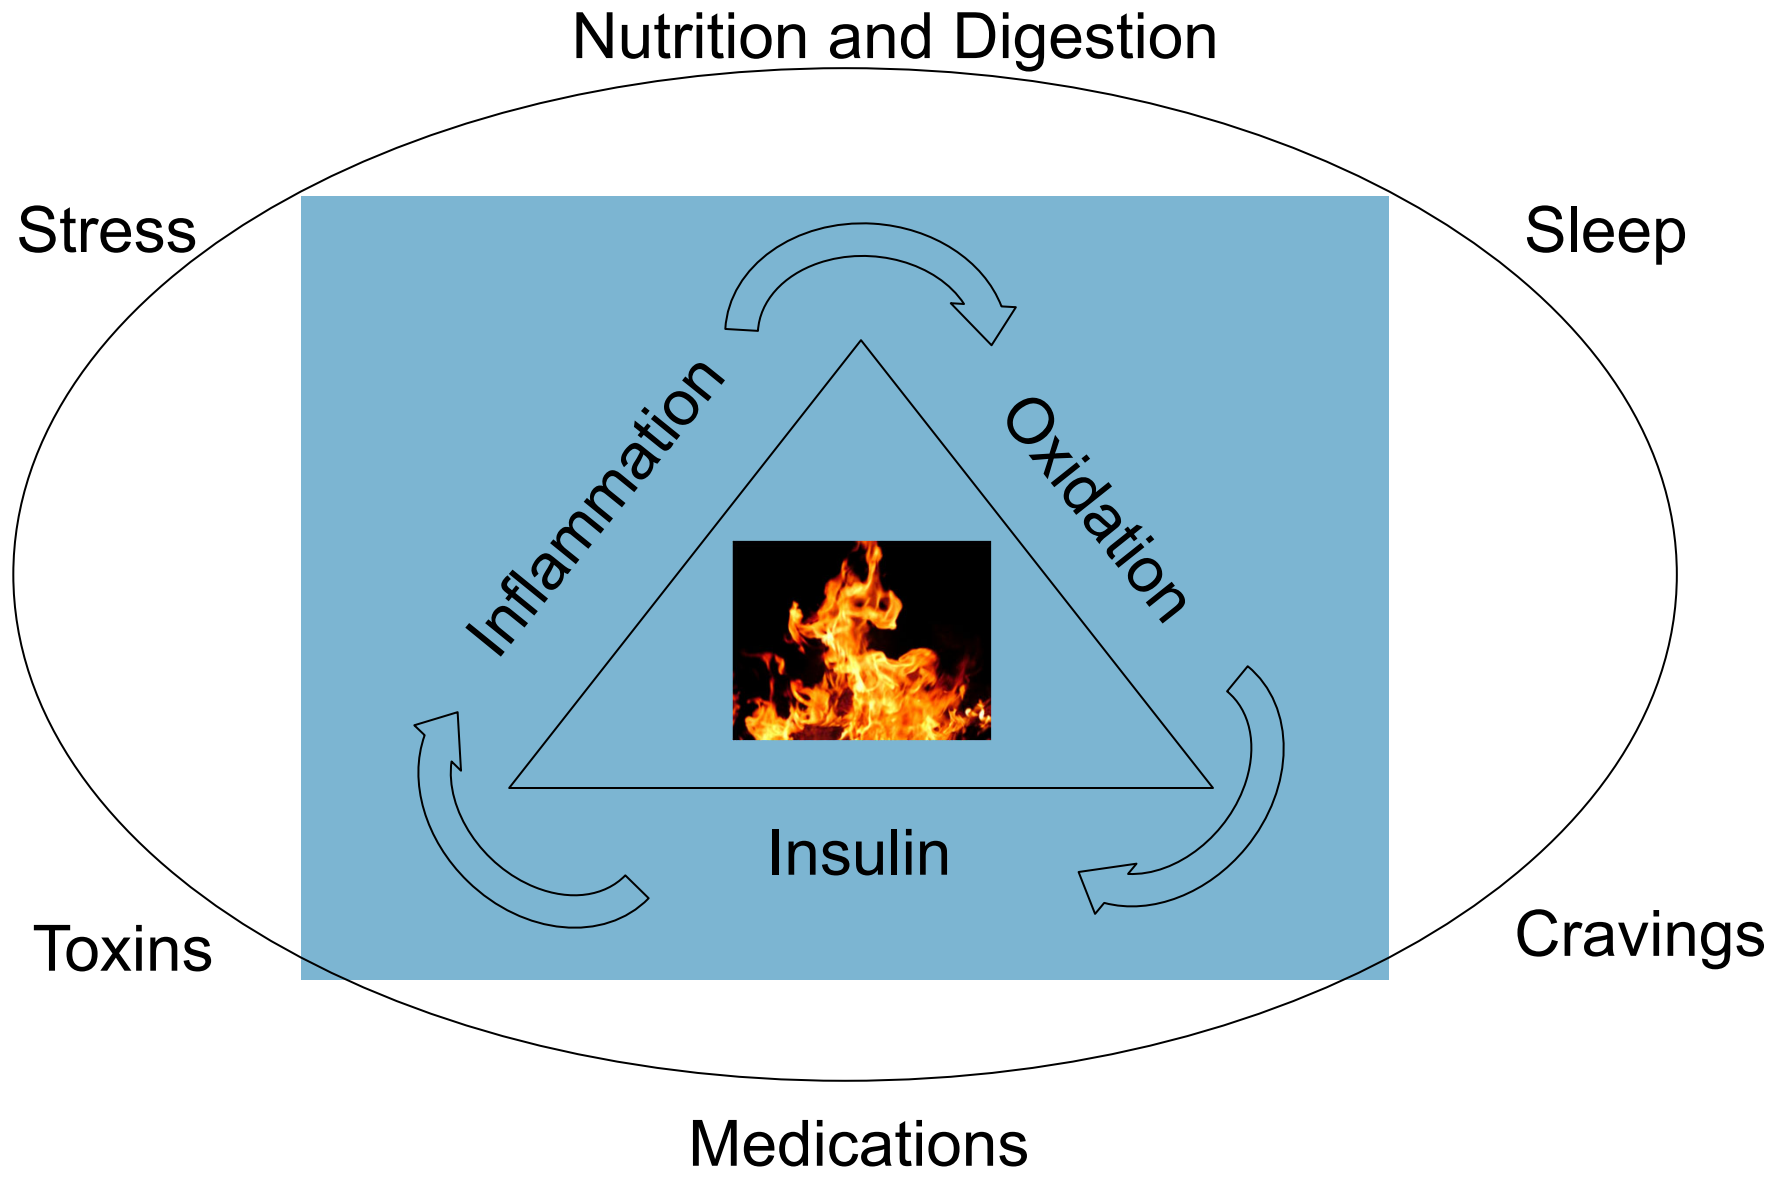 Nutrition and Digestion
Stress
Sleep
Inflammation
Oxidation
Insulin
Toxins
Cravings
Medications